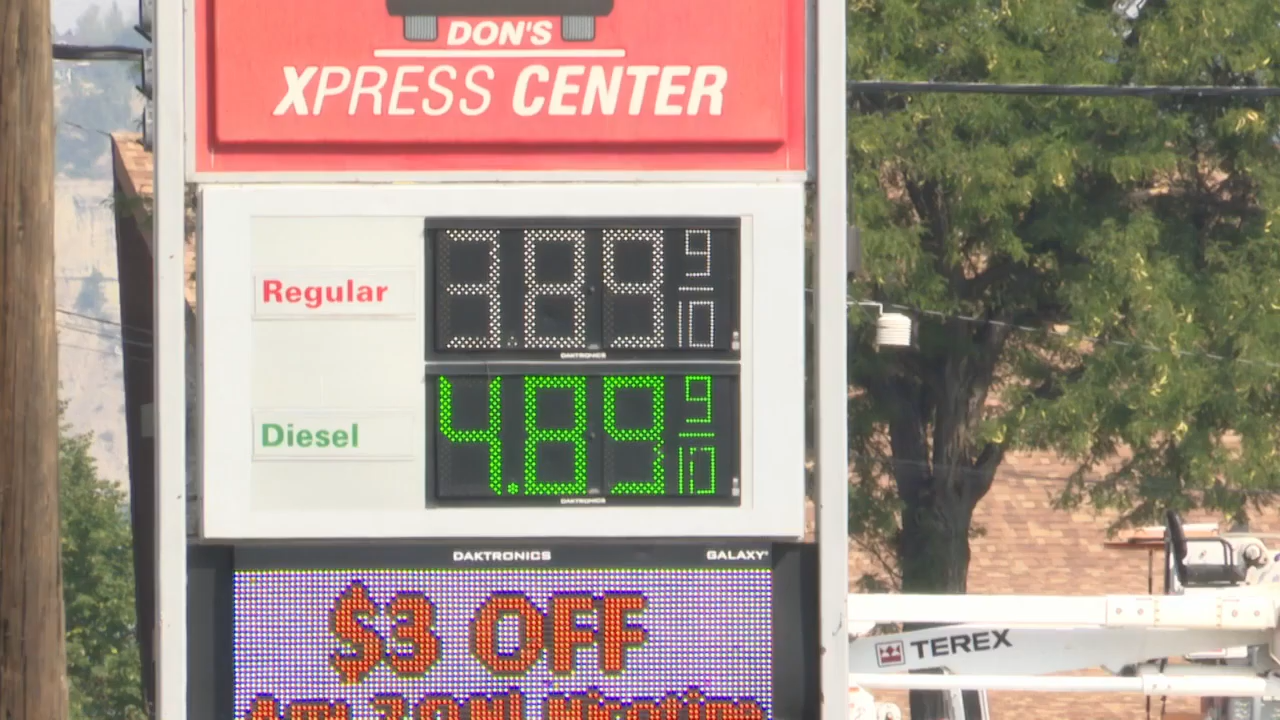 DON'S
XPRESS CENTER
Regular
3.89 9/10
DAKTRONICS
Diesel
4.89 9/10
DAKTRONICS
DAKTRONICS GALAXY
$3 OFF
TEREX